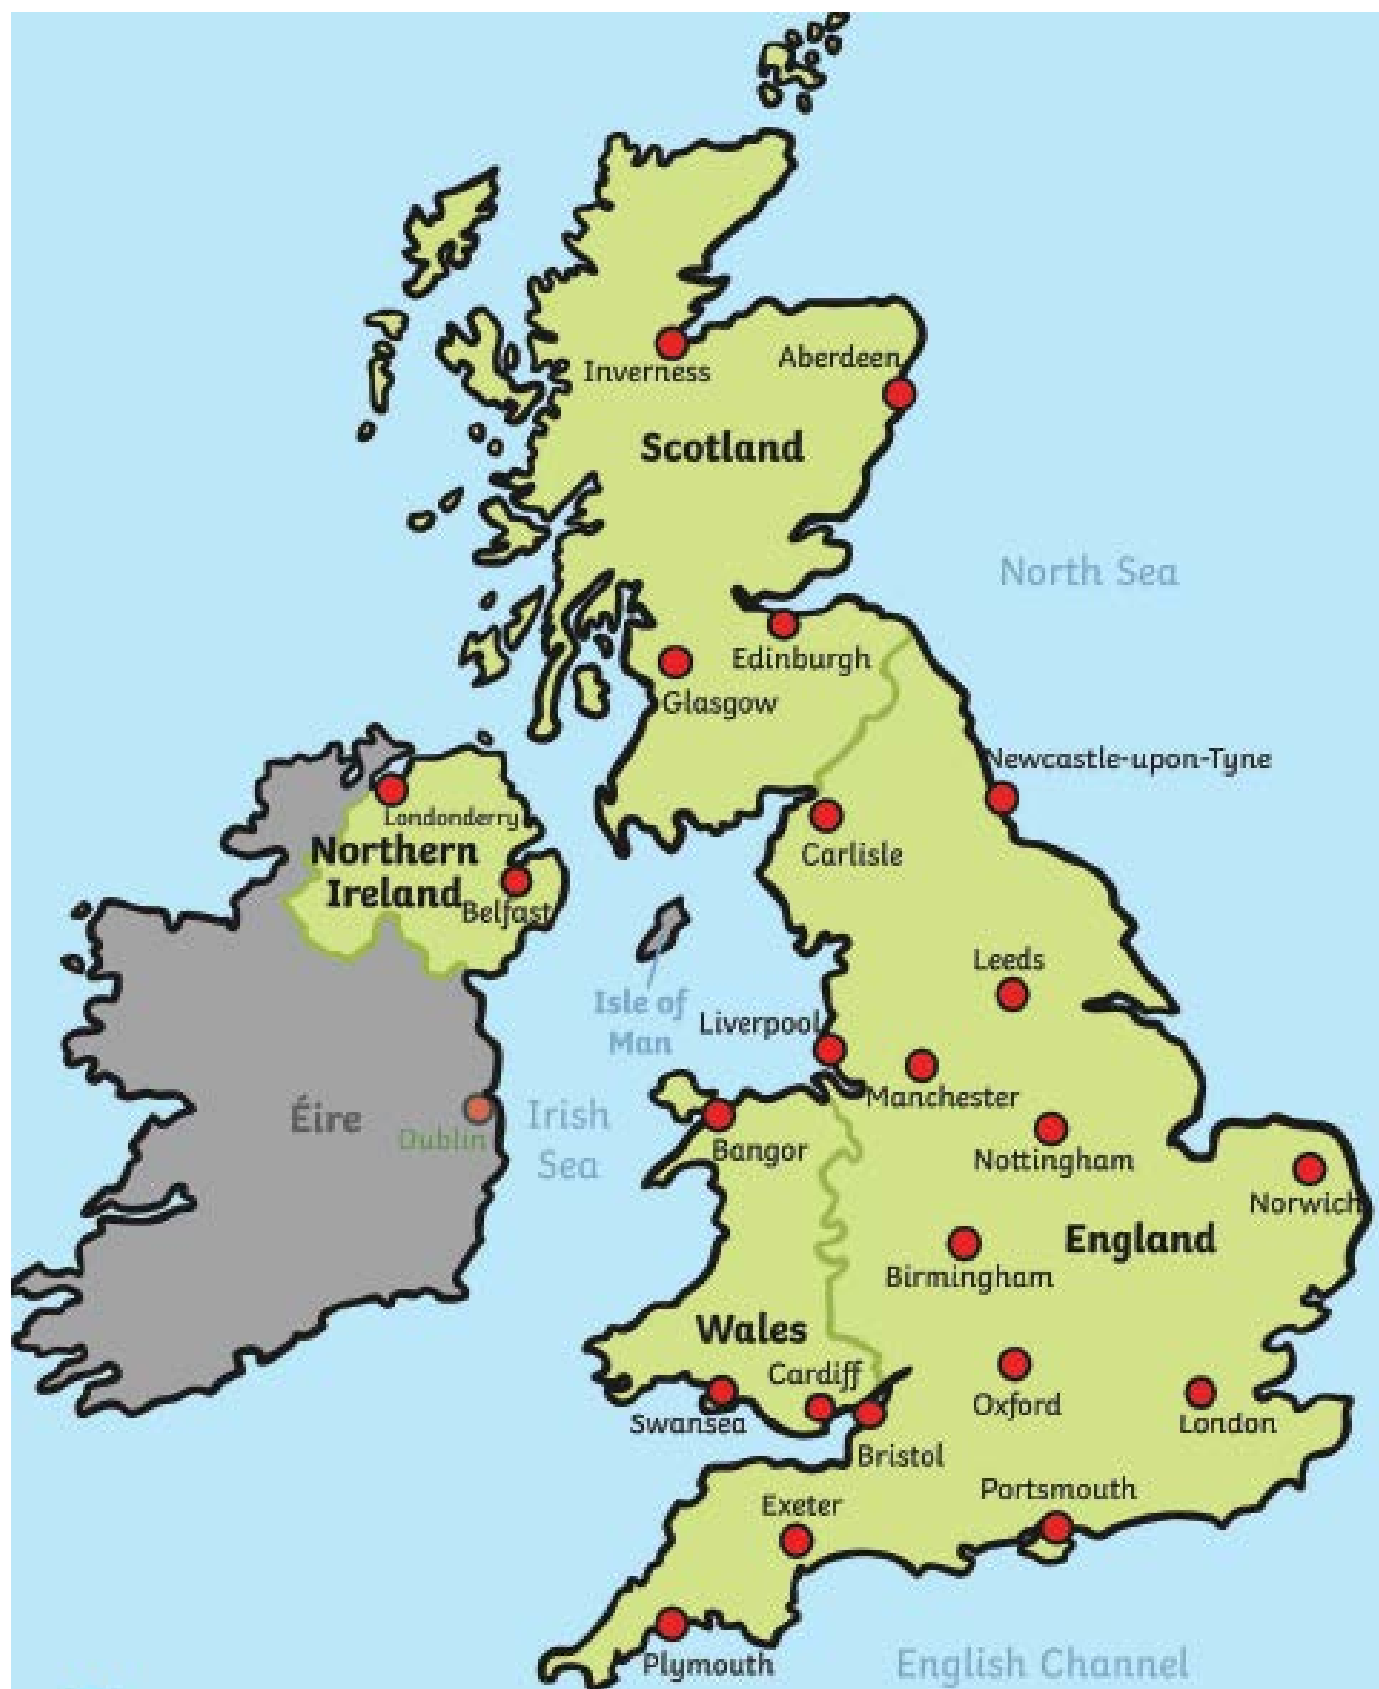 Inverness
Aberdeen
Scotland
North Sea
Edinburgh
Glasgow
Newcastle-upon-Tyne
Londonderry
Northern
Ireland
Belfast
Carlisle
Leeds
Isle of
Man
Liverpool
Manchester
Éire
Dublin
Irish
Sea
Bangor
Nottingham
Norwich
England
Birmingham
Wales
Cardiff
Swansea
Oxford
London
Bristol
Portsmouth
Exeter
Plymouth
English Channel